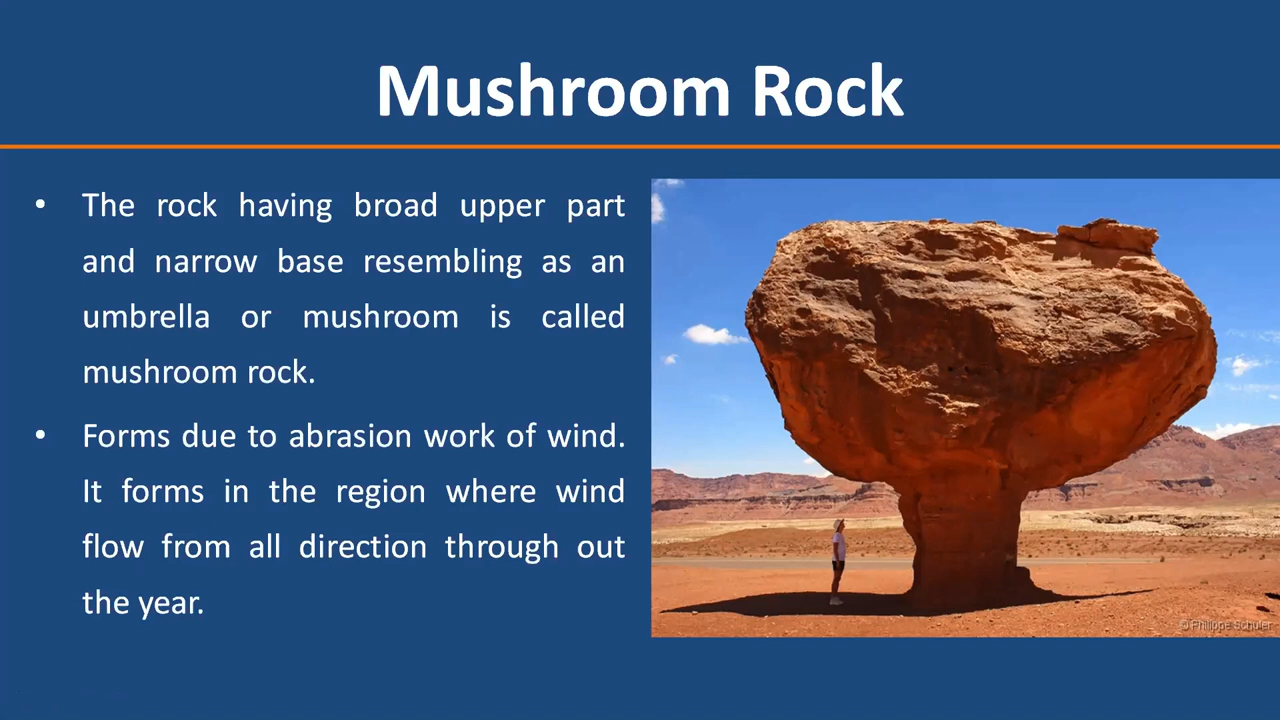 Mushroom Rock
• The rock having broad upper part
and narrow base resembling as an
umbrella or mushroom is called
mushroom rock.
• Forms due to abrasion work of wind.
It forms in the region where wind
flow from all direction through out
the year.
© Philippe Schuler